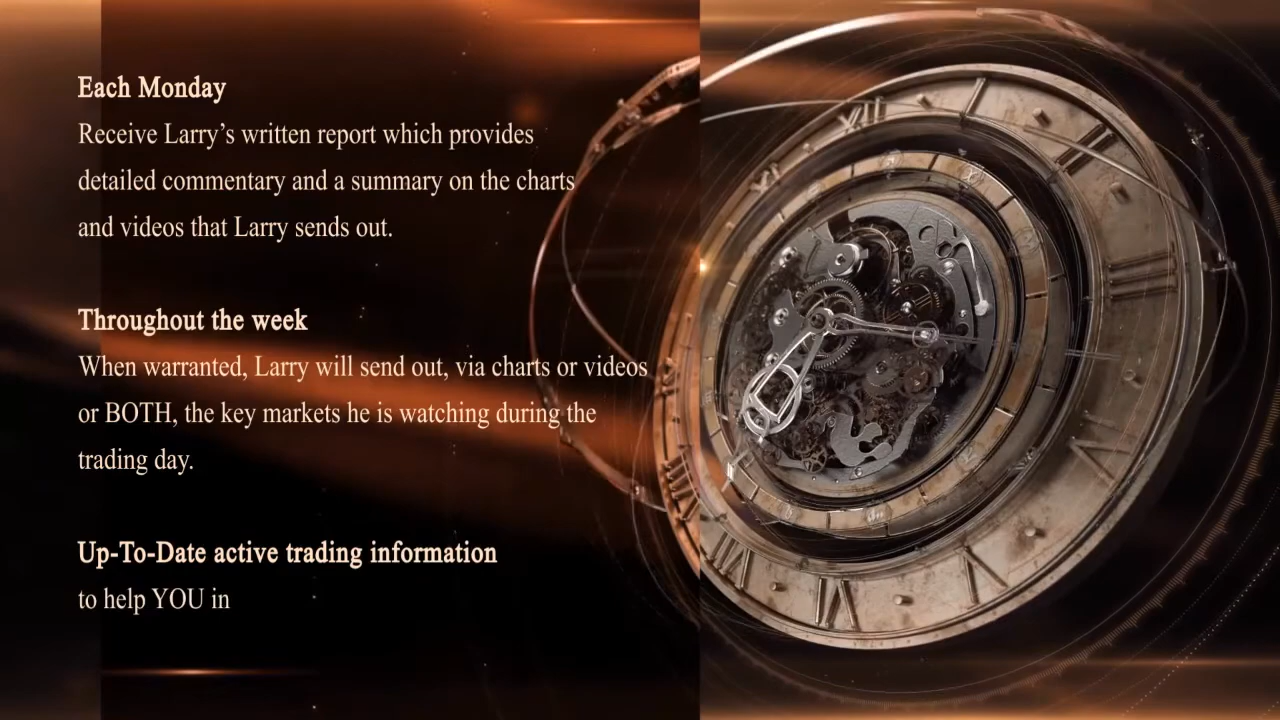 Each Monday
Receive Larry’s written report which provides
detailed commentary and a summary on the charts
and videos that Larry sends out.
Throughout the week
When warranted, Larry will send out, via charts or videos
or BOTH, the key markets he is watching during the
trading day.
Up-To-Date active trading information
to help YOU in